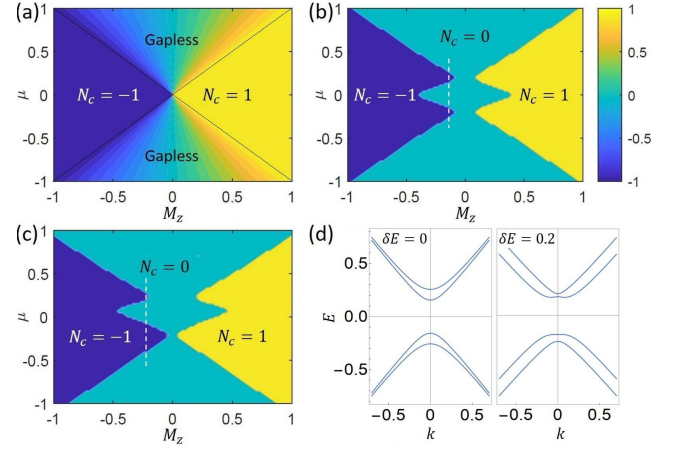 (a)
1
0.5
0
-0.5
-1
μ
Gapless
N_c = −1
N_c = 1
Gapless
-1
-0.5
0
0.5
1
M_z
(b)
1
0.5
0
-0.5
-1
μ
N_c = 0
N_c = −1
N_c = 1
-1
-0.5
0
0.5
1
M_z
1
0.5
0
-0.5
-1
(c)
1
0.5
0
-0.5
-1
μ
N_c = 0
N_c = −1
N_c = 1
-1
-0.5
0
0.5
1
M_z
(d)
δE = 0
δE = 0.2
0.5
0.0
−0.5
E
−0.5
0
0.5
k
−0.5
0
0.5
k